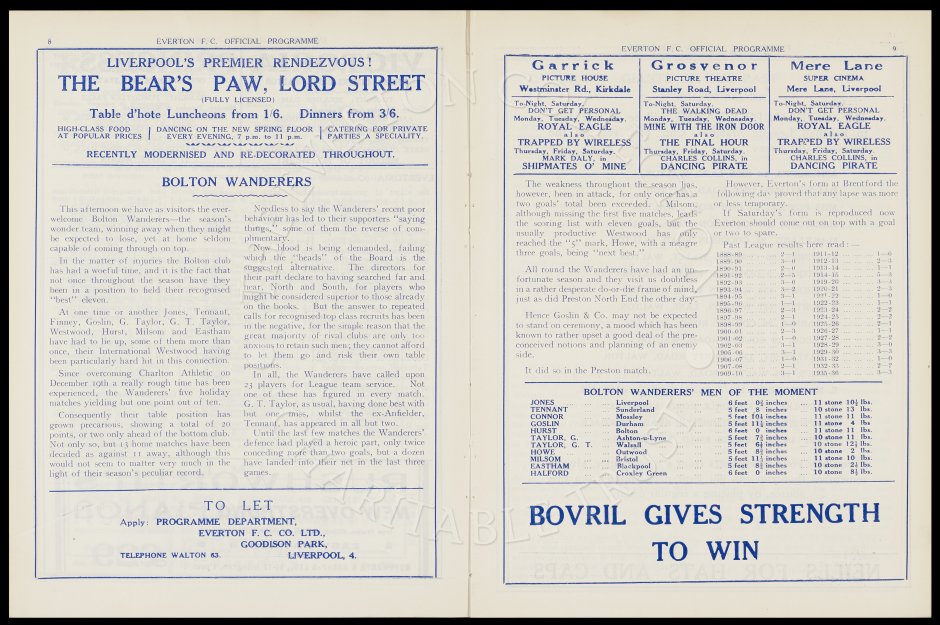 8
EVERTON F. C. OFFICIAL PROGRAMME
LIVERPOOL'S PREMIER RENDEZVOUS!
THE BEAR'S PAW, LORD STREET
(FULLY LICENSED)
Table d'hote Luncheons from 1/6. Dinners from 3/6.
HIGH-CLASS FOOD
AT POPULAR PRICES
DANCING ON THE NEW SPRING FLOOR
EVERY EVENING, 7 p.m. to 11 p.m.
CATERING FOR PRIVATE
PARTIES A SPECIALITY.
RECENTLY MODERNISED AND RE-DECORATED THROUGHOUT.
BOLTON WANDERERS
This afternoon we have as visitors the ever-
welcome Bolton Wanderers—the season's
wonder team, winning away when they might
be expected to lose, yet at home seldom
capable of coming through on top.
In the matter of injuries the Bolton club
has had a woeful time, and it is the fact that
not once throughout the season have they
been in a position to field their recognised
"best" eleven.
At one time or another Jones, Tennant,
Finney, Goslin, G. Taylor, G. T. Taylor,
Westwood, Hurst, Milsom and Eastham
have had to lie up, some of them more than
once, their International Westwood having
been particularly hard hit in this connection.
Since overcoming Charlton Athletic on
December 19th a really rough time has been
experienced, the Wanderers' five holiday
matches yielding but one point out of ten.
Consequently their table position has
grown precarious, showing a total of 20
points, or two only ahead of the bottom club.
Not only so, but 13 home matches have been
decided as against 11 away, although this
would not seem to matter very much in the
light of their season's peculiar record.
Needless to say the Wanderers' recent poor
behaviour has led to their supporters "saying
things," some of them the reverse of com-
plimentary.
New blood is being demanded, failing
which the "heads" of the Board is the
suggested alternative. The directors for
their part declare to having searched far and
near, North and South, for players who
might be considered superior to those already
on the books. But the answer to repeated
calls for recognised top class recruits has been
in the negative, for the simple reason that the
great majority of rival clubs are only too
anxious to retain such men; they cannot afford
to let them go and risk their own table
positions.
In all, the Wanderers have called upon
23 players for League team service. Not
one of these has figured in every match.
G. T. Taylor, as usual, having done best with
but one miss, whilst the ex-Anfielder,
Tennant, has appeared in all but two.
Until the last few matches the Wanderers'
defence had played a heroic part, only twice
conceding more than two goals, but a dozen
have landed into their net in the last three
games.
TO LET
Apply: PROGRAMME DEPARTMENT,
EVERTON F. C. CO. LTD.,
GOODISON PARK,
TELEPHONE WALTON 63. LIVERPOOL, 4.
EVERTON F. C. OFFICIAL PROGRAMME
9
Garrick
PICTURE HOUSE
Westminster Rd., Kirkdale
To-Night, Saturday.
DON'T GET PERSONAL
Monday, Tuesday, Wednesday.
ROYAL EAGLE
also
TRAPPED BY WIRELESS
Thursday, Friday, Saturday.
MARK DALY, in
SHIPMATES O' MINE
Grosvenor
PICTURE THEATRE
Stanley Road, Liverpool
To-Night, Saturday.
THE WALKING DEAD
Monday, Tuesday, Wednesday
MINE WITH THE IRON DOOR
also
THE FINAL HOUR
Thursday, Friday, Saturday.
CHARLES COLLINS, in
DANCING PIRATE
Mere Lane
SUPER CINEMA
Mere Lane, Liverpool
To-Night, Saturday.
DON'T GET PERSONAL
Monday, Tuesday, Wednesday.
ROYAL EAGLE
also
TRAPPED BY WIRELESS
Thursday, Friday, Saturday.
CHARLES COLLINS, in
DANCING PIRATE
The weakness throughout the season has,
however, been in attack, for only once has a
two goals' total been exceeded. Milsom,
although missing the first five matches, leads
the scoring list with eleven goals, but the
usually productive Westwood has only
reached the "5" mark, Howe, with a meagre
three goals, being "next best."
All round the Wanderers have had an un-
fortunate season and they visit us doubtless
in a rather desperate do-or-die frame of mind,
just as did Preston North End the other day.
Hence Goslin & Co. may not be expected
to stand on ceremony, a mood which has been
known to rather upset a good deal of the pre-
conceived notions and planning of an enemy
side.
It did so in the Preston match.
However, Everton's form at Brentford the
following day proved that any lapse was more
or less temporary.
If Saturday's form is reproduced now
Everton should come out on top with a goal
or two to spare.
Past League results here read:—
BOLTON WANDERERS' MEN OF THE MOMENT
JONES ... Liverpool ... 5 feet 0½ inches ... 11 stone 10½ lbs.
TENNANT ... Sunderland ... 5 feet 8 inches ... 10 stone 13 lbs.
CONNOR ... Mossley ... 11 stone 11 lbs.
GOSLIN ... Durham ... 5 feet 11½ inches ... 11 stone 4 lbs.
HURST ... Bolton ... 6 feet 0 inches ... 11 stone 11 lbs.
TAYLOR, G. ... Ashton-u-Lyne ... 10 stone 11 lbs.
TAYLOR, G. T. ... Walsall ... 10 stone 12½ lbs.
HOWE ... Outwood ... 10 stone 2 lbs.
MILSOM ... Bristol ... 5 feet 11½ inches ... 11 stone 10 lbs.
EASTHAM ... Blackpool ... 5 feet 8 inches ... 10 stone 2½ lbs.
HALFORD ... Croxley Green ... 6 feet 0 inches ... 10 stone 8½ lbs.
BOVRIL GIVES STRENGTH
TO WIN